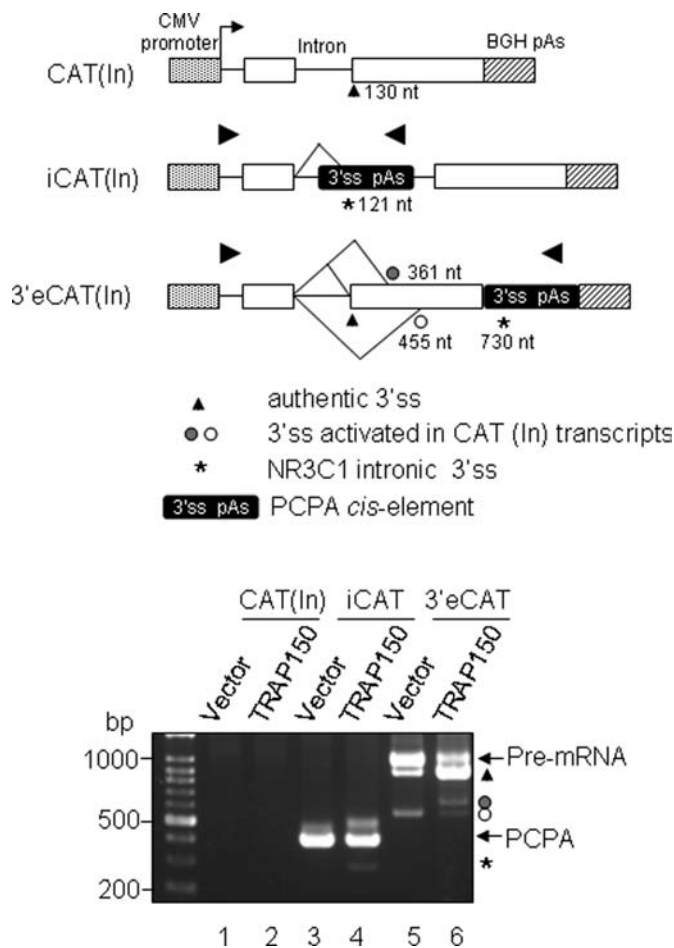 CMV
promoter
Intron
BGH pAs
CAT(In)
130 nt
iCAT(In)
3'ss pAs
*121 nt
361 nt
3'eCAT(In)
3'ss pAs
*
455 nt
730 nt
authentic 3'ss
3'ss activated in CAT (In) transcripts
* NR3C1 intronic 3'ss
3'ss pAs PCPA cis-element
CAT(In) iCAT 3'eCAT
Vector TRAP150 Vector TRAP150 Vector TRAP150
bp
1000 Pre-mRNA
500
PCPA
*
200
1 2 3 4 5 6